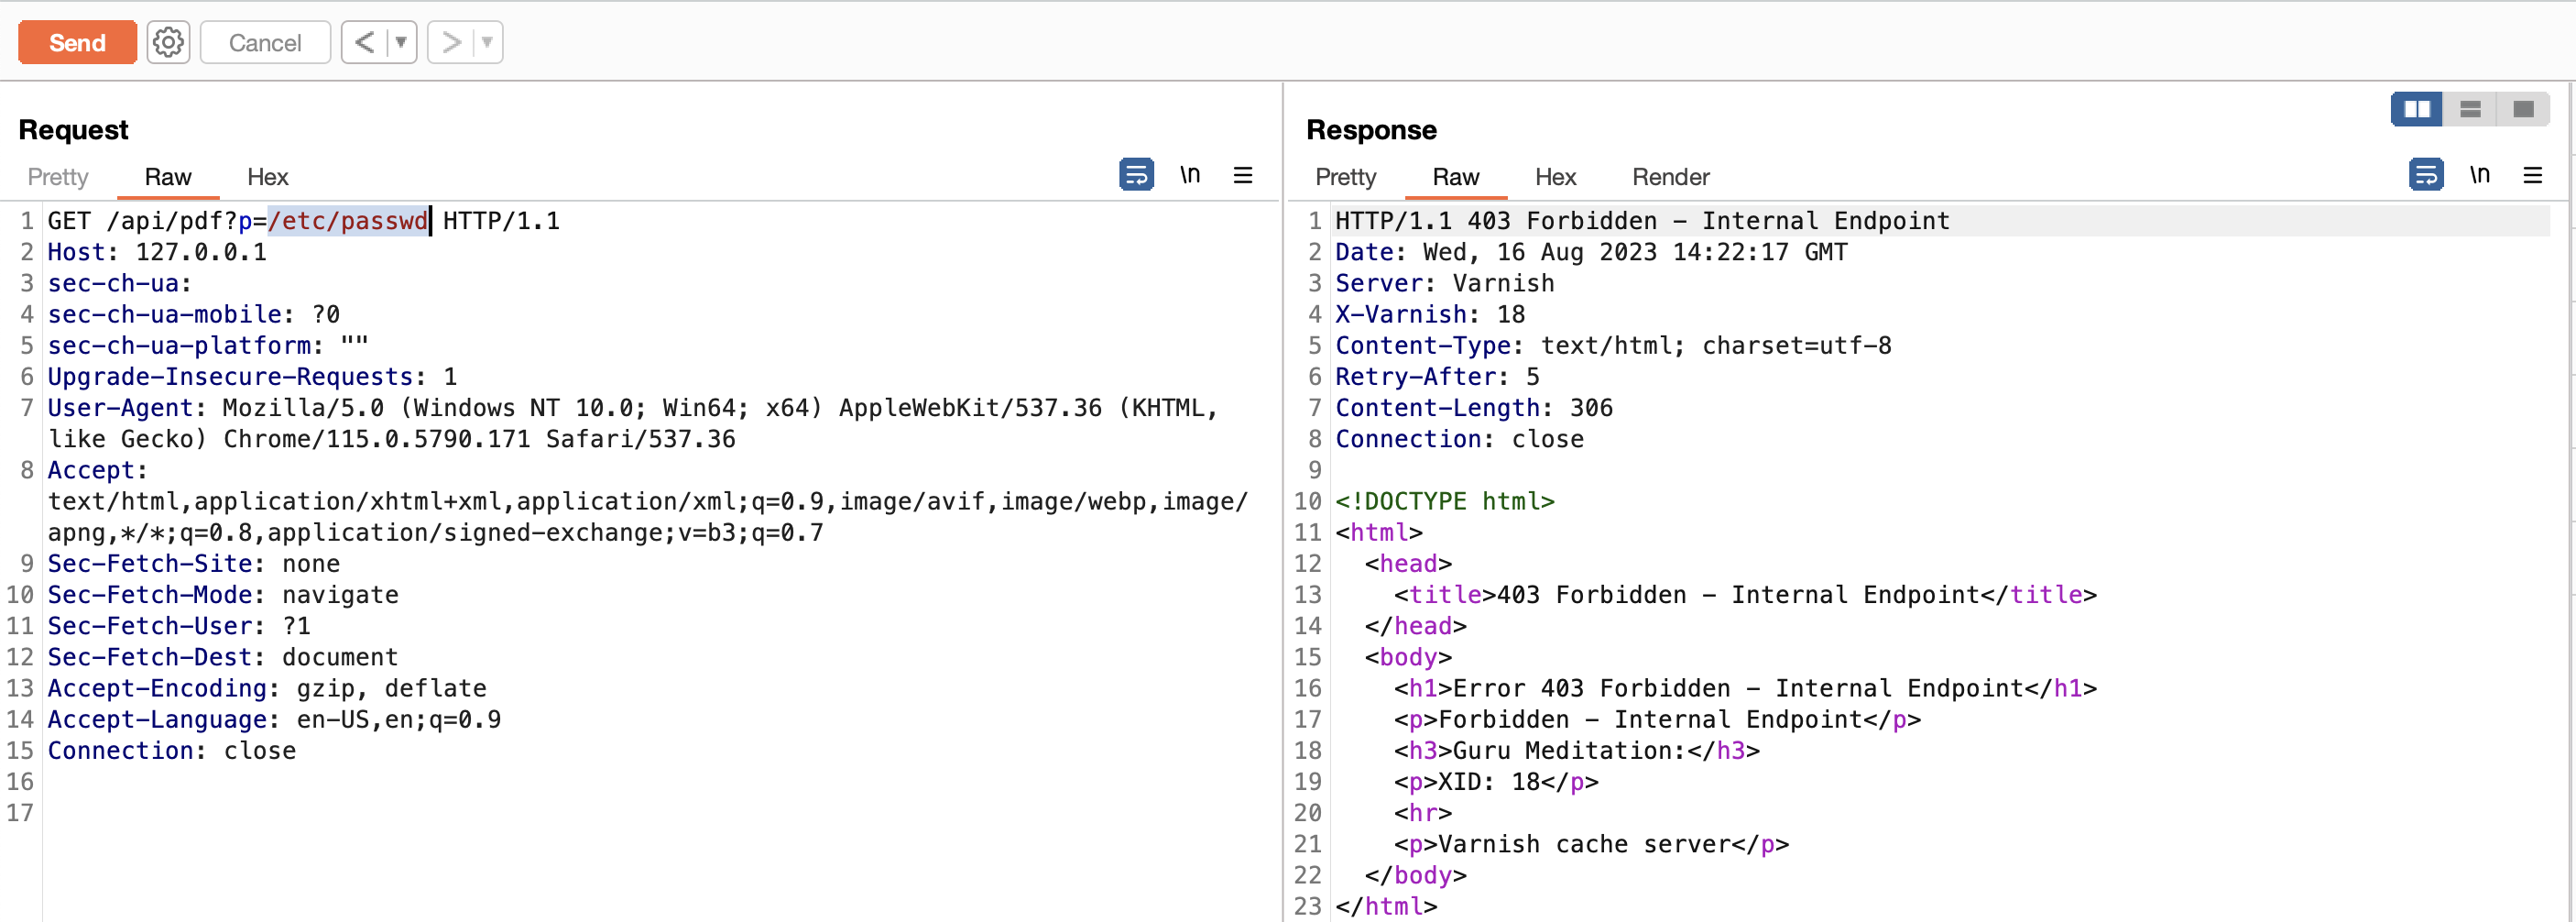 Send Cancel < ▼ > ▼
Request
Pretty Raw Hex \n
1 GET /api/pdf?p=/etc/passwd HTTP/1.1
2 Host: 127.0.0.1
3 sec-ch-ua:
4 sec-ch-ua-mobile: ?0
5 sec-ch-ua-platform: ""
6 Upgrade-Insecure-Requests: 1
7 User-Agent: Mozilla/5.0 (Windows NT 10.0; Win64; x64) AppleWebKit/537.36 (KHTML,
like Gecko) Chrome/115.0.5790.171 Safari/537.36
8 Accept:
text/html,application/xhtml+xml,application/xml;q=0.9,image/avif,image/webp,image/
apng,*/*;q=0.8,application/signed-exchange;v=b3;q=0.7
9 Sec-Fetch-Site: none
10 Sec-Fetch-Mode: navigate
11 Sec-Fetch-User: ?1
12 Sec-Fetch-Dest: document
13 Accept-Encoding: gzip, deflate
14 Accept-Language: en-US,en;q=0.9
15 Connection: close
16
17
Response
Pretty Raw Hex Render \n
1 HTTP/1.1 403 Forbidden - Internal Endpoint
2 Date: Wed, 16 Aug 2023 14:22:17 GMT
3 Server: Varnish
4 X-Varnish: 18
5 Content-Type: text/html; charset=utf-8
6 Retry-After: 5
7 Content-Length: 306
8 Connection: close
9
10 <!DOCTYPE html>
11 <html>
12 <head>
13 <title>403 Forbidden - Internal Endpoint</title>
14 </head>
15 <body>
16 <h1>Error 403 Forbidden - Internal Endpoint</h1>
17 <p>Forbidden - Internal Endpoint</p>
18 <h3>Guru Meditation:</h3>
19 <p>XID: 18</p>
20 <hr>
21 <p>Varnish cache server</p>
22 </body>
23 </html>